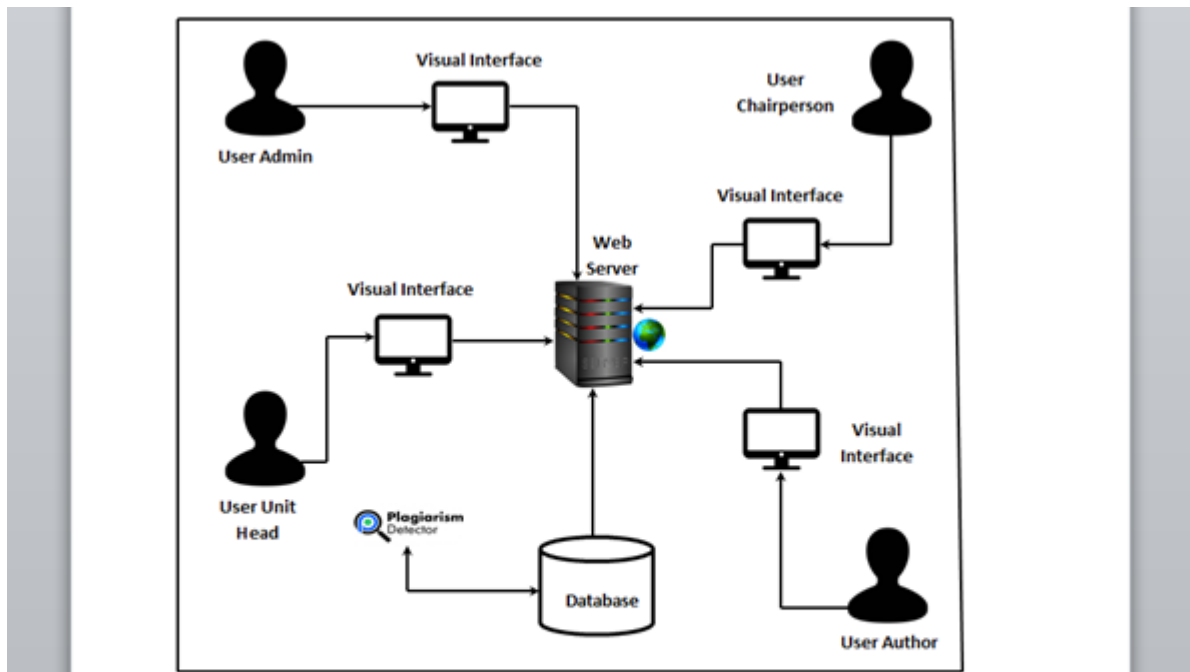 Visual Interface
User Admin
User
Chairperson
Visual Interface
Web
Server
Visual Interface
User Unit
Head
Visual
Interface
Plagiarism
Detector
Database
User Author